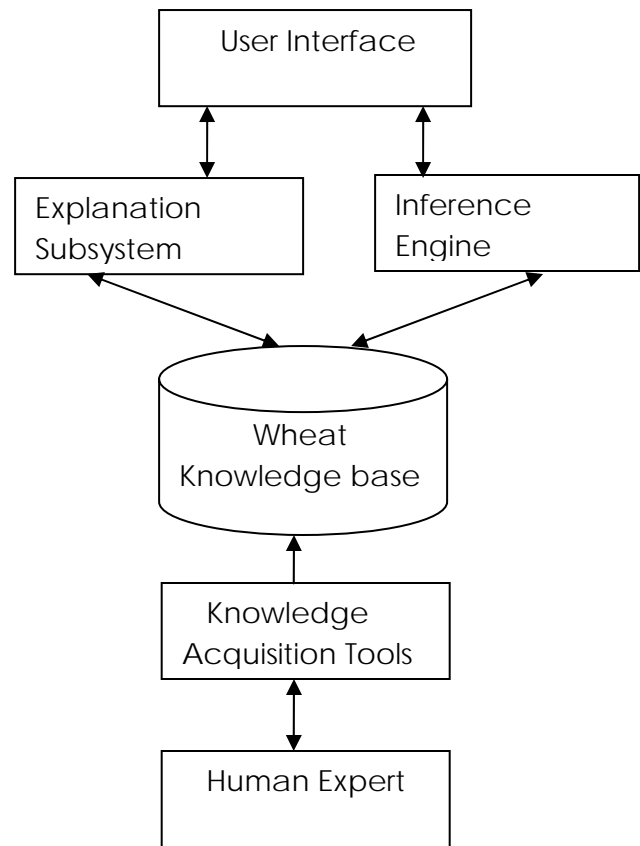 User Interface
Explanation
Subsystem
Inference
Engine
Wheat
Knowledge base
Knowledge
Acquisition Tools
Human Expert